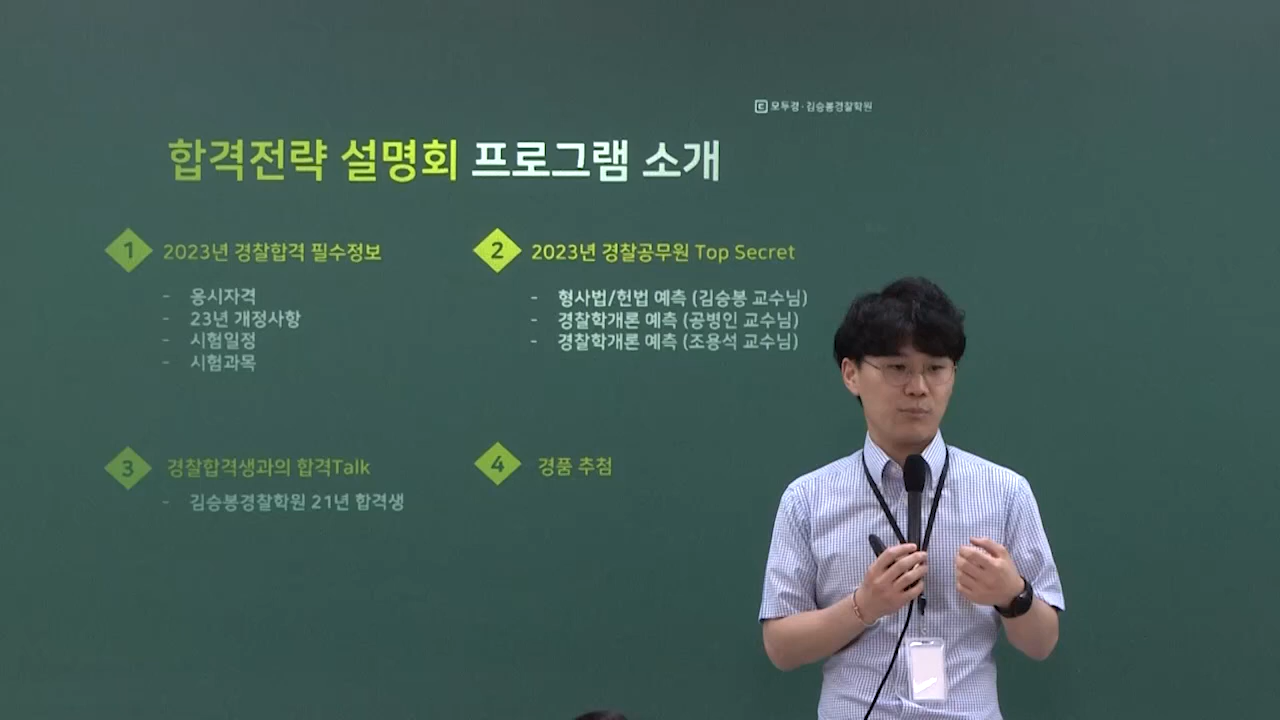 모두경·김승봉경찰학원
합격전략 설명회 프로그램 소개
1 2023년 경찰합격 필수정보
- 응시자격
- 23년 개정사항
- 시험일정
- 시험과목
2 2023년 경찰공무원 Top Secret
- 형사법/헌법 예측 (김승봉 교수님)
- 경찰학개론 예측 (공병인 교수님)
- 경찰학개론 예측 (조용석 교수님)
3 경찰합격생과의 합격Talk
- 김승봉경찰학원 21년 합격생
4 경품 추첨